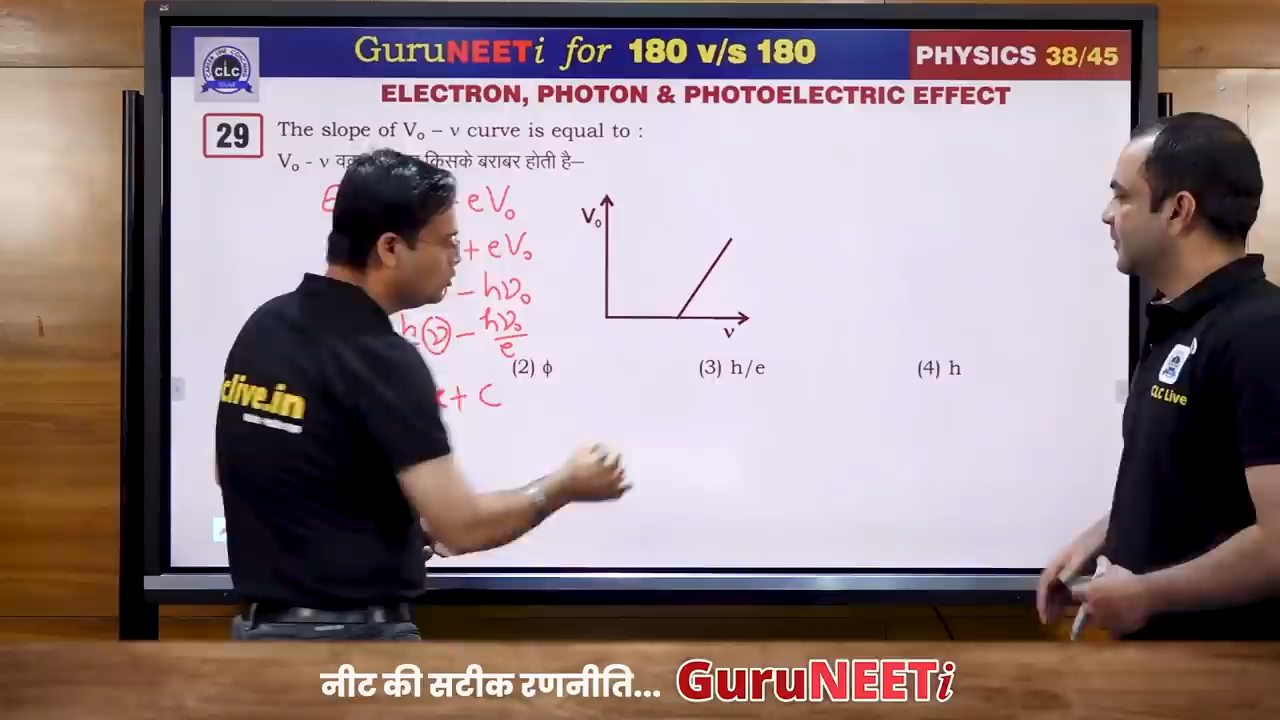 GuruNEETi for 180 v/s 180
PHYSICS 38/45
CLC
ELECTRON, PHOTON & PHOTOELECTRIC EFFECT
29
The slope of V₀ – ν curve is equal to :
V₀ - ν किसके बराबर होती है–
eV₀
+ eV₀
– hν₀
h ν – hν₀/e
+ C
V₀
ν
(2) ϕ
(3) h/e
(4) h
clive.in
CLC Live
नीट की सटीक रणनीति... GuruNEETi